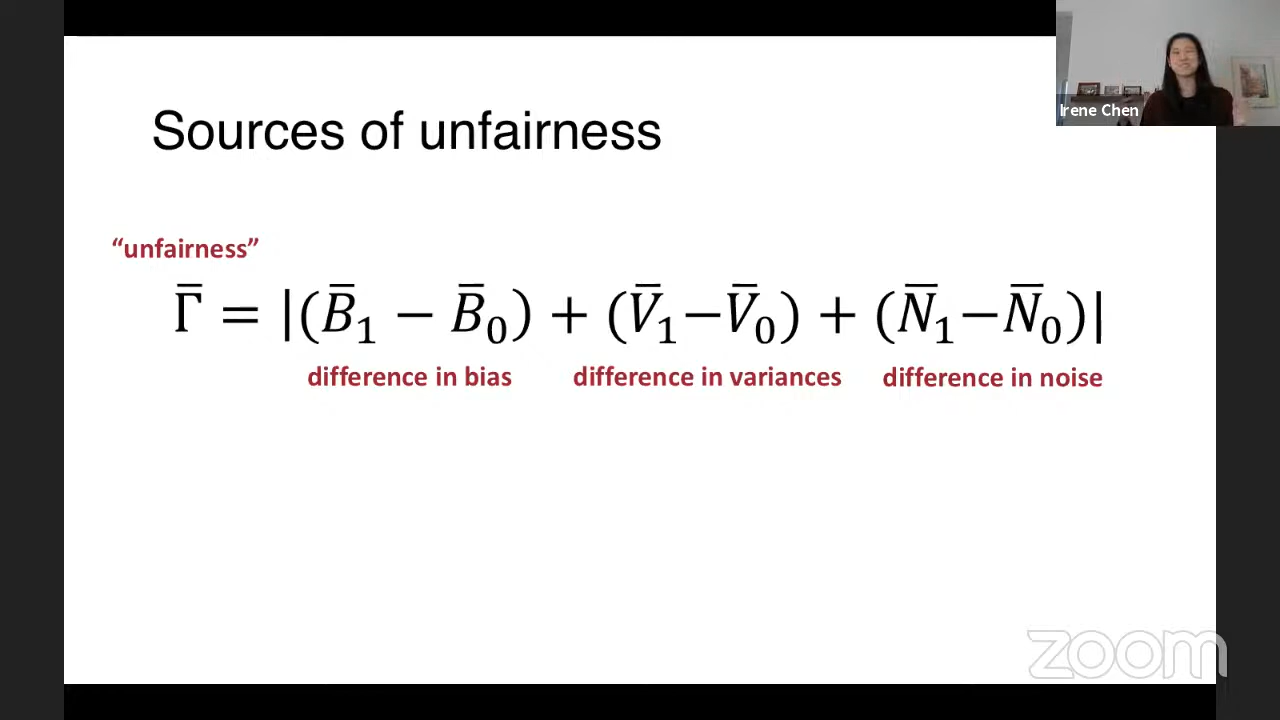 Irene Chen
Sources of unfairness
“unfairness”
Γ̅ = |(B̅₁ − B̅₀) + (V̅₁−V̅₀) + (N̅₁−N̅₀)|
difference in bias difference in variances difference in noise
zoom